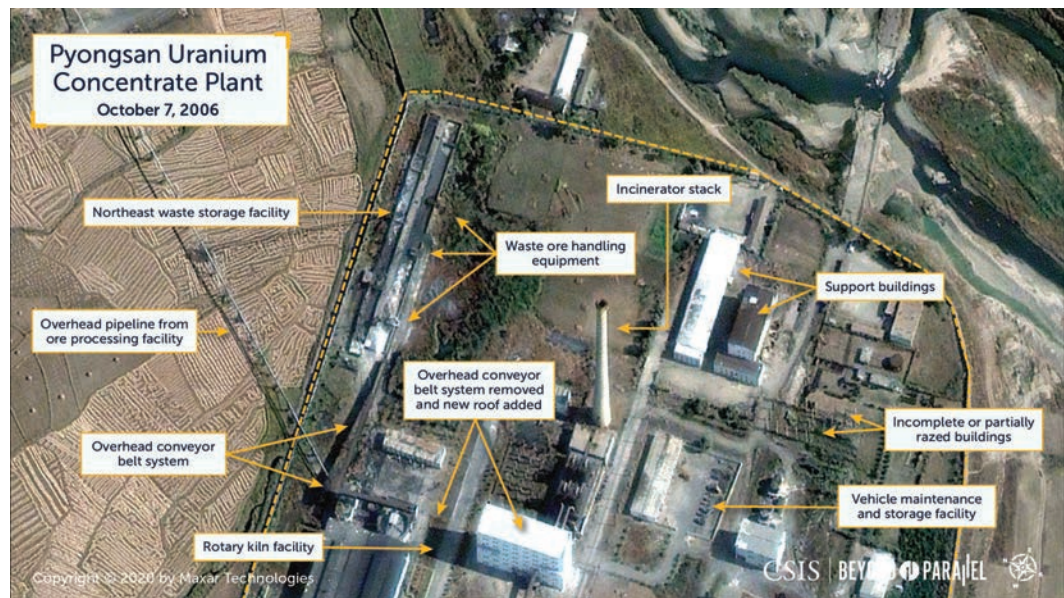 Pyongsan Uranium
Concentrate Plant
October 7, 2006
Incinerator stack
Northeast waste storage facility
Waste ore handling
equipment
Support buildings
Overhead pipeline from
ore processing facility
Overhead conveyor
belt system removed
and new roof added
Incomplete or partially
razed buildings
Overhead conveyor
belt system
Vehicle maintenance
and storage facility
Rotary kiln facility
Copyright © 2020 by Maxar Technologies
CSIS | BEYOND PARALLEL